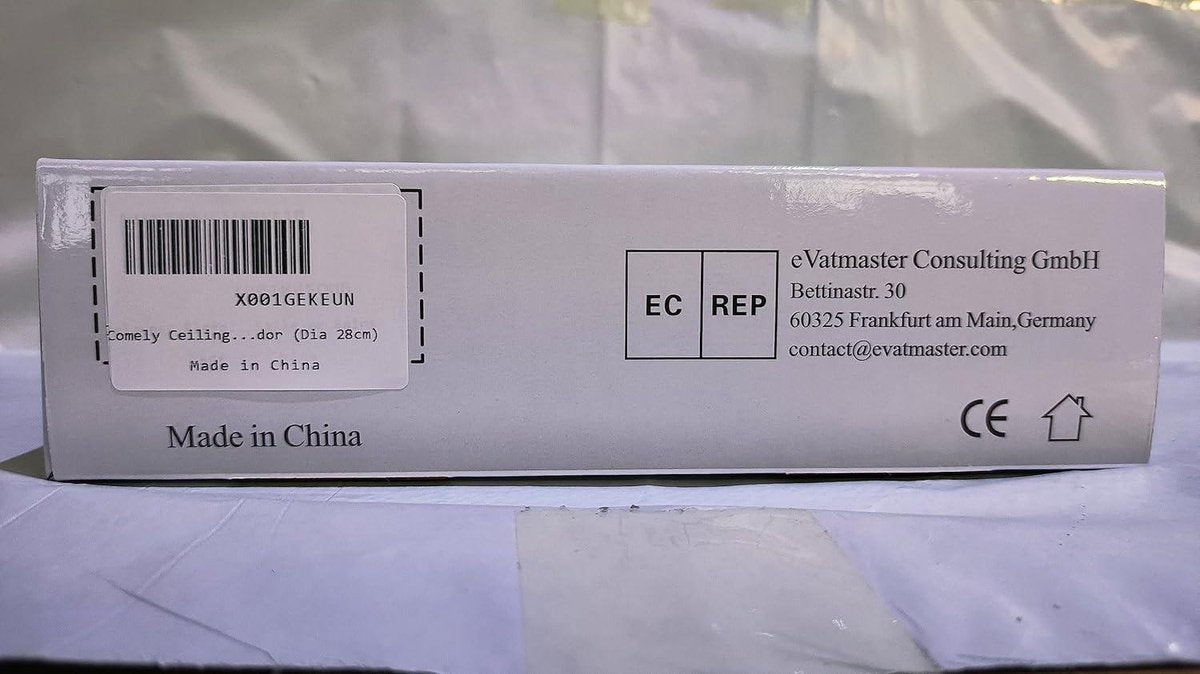 X001GEKEUN
Comely Ceiling...dor (Dia 28cm)
Made in China
Made in China
EC REP
eVatmaster Consulting GmbH
Bettinastr. 30
60325 Frankfurt am Main,Germany
contact@evatmaster.com
CE